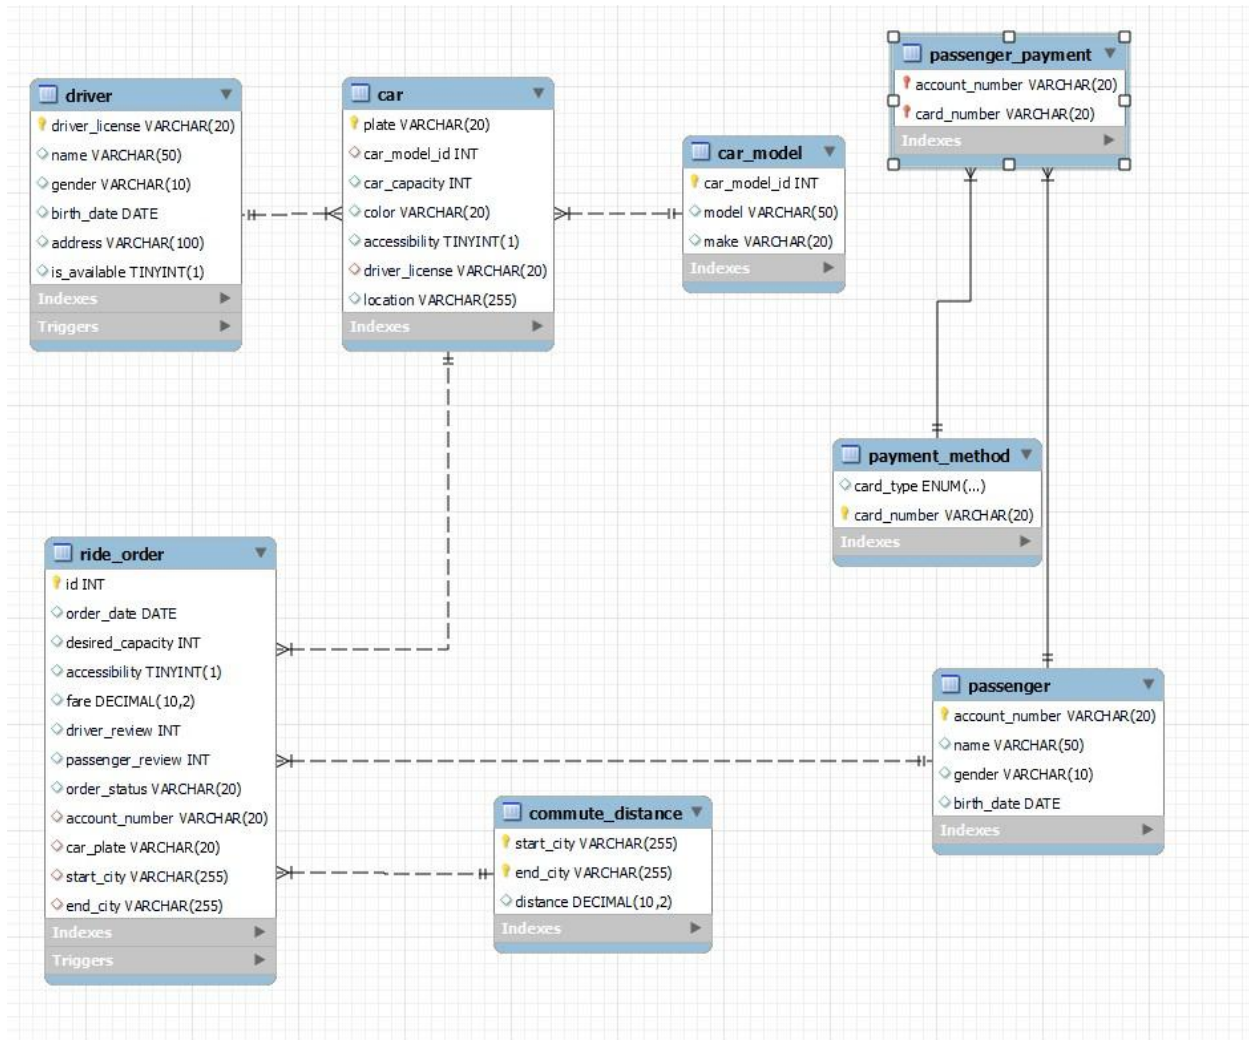 driver
driver_license VARCHAR(20)
name VARCHAR(50)
gender VARCHAR(10)
birth_date DATE
address VARCHAR(100)
is_available TINYINT(1)
Indexes
Triggers
car
plate VARCHAR(20)
car_model_id INT
car_capacity INT
color VARCHAR(20)
accessibility TINYINT(1)
driver_license VARCHAR(20)
location VARCHAR(255)
Indexes
car_model
car_model_id INT
model VARCHAR(50)
make VARCHAR(20)
Indexes
passenger_payment
account_number VARCHAR(20)
card_number VARCHAR(20)
Indexes
payment_method
card_type ENUM(...)
card_number VARCHAR(20)
Indexes
ride_order
id INT
order_date DATE
desired_capacity INT
accessibility TINYINT(1)
fare DECIMAL(10,2)
driver_review INT
passenger_review INT
order_status VARCHAR(20)
account_number VARCHAR(20)
car_plate VARCHAR(20)
start_city VARCHAR(255)
end_city VARCHAR(255)
Indexes
Triggers
commute_distance
start_city VARCHAR(255)
end_city VARCHAR(255)
distance DECIMAL(10,2)
Indexes
passenger
account_number VARCHAR(20)
name VARCHAR(50)
gender VARCHAR(10)
birth_date DATE
Indexes